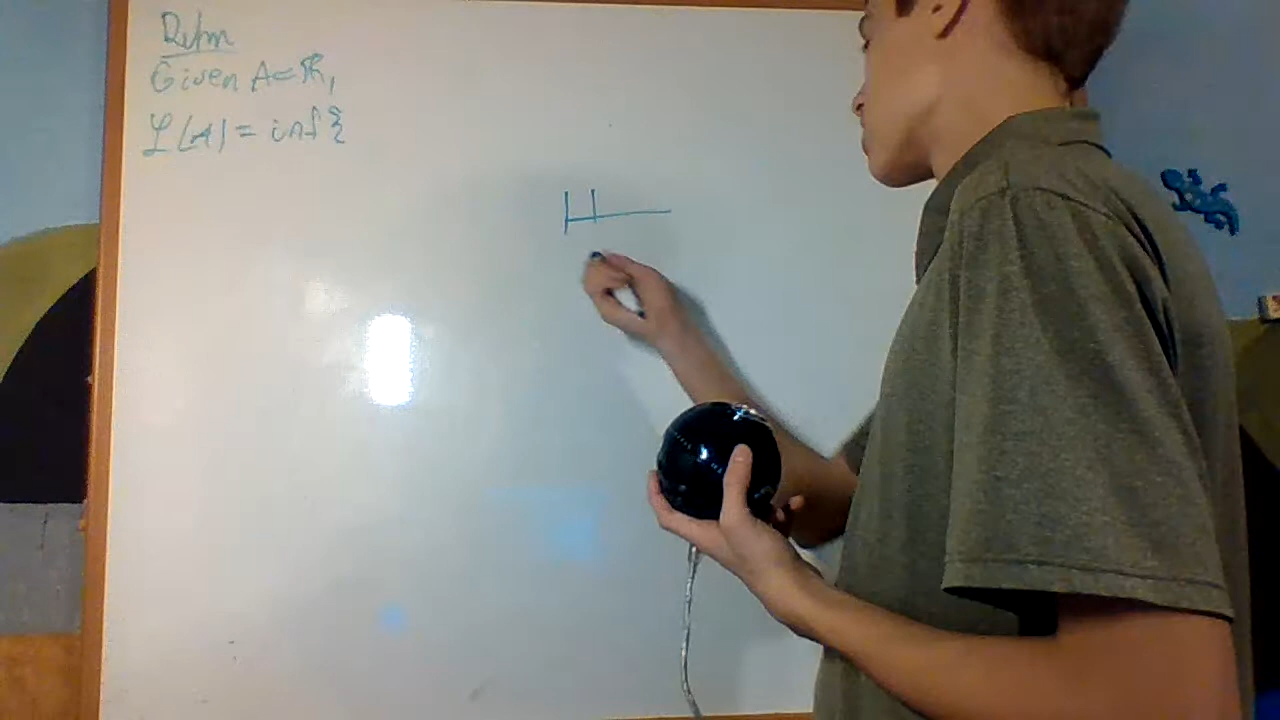 Defn
Given A⊂ℝ,
ℒ(A) = inf{